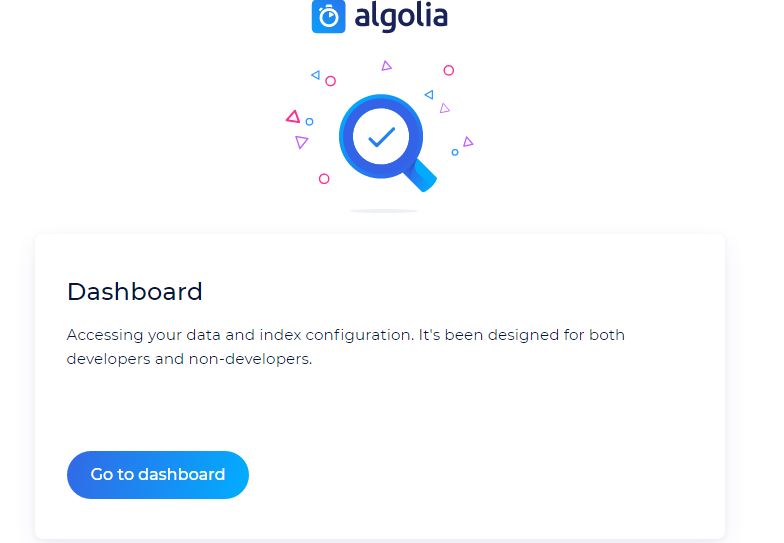 algolia
Dashboard
Accessing your data and index configuration. It's been designed for both
developers and non-developers.
Go to dashboard